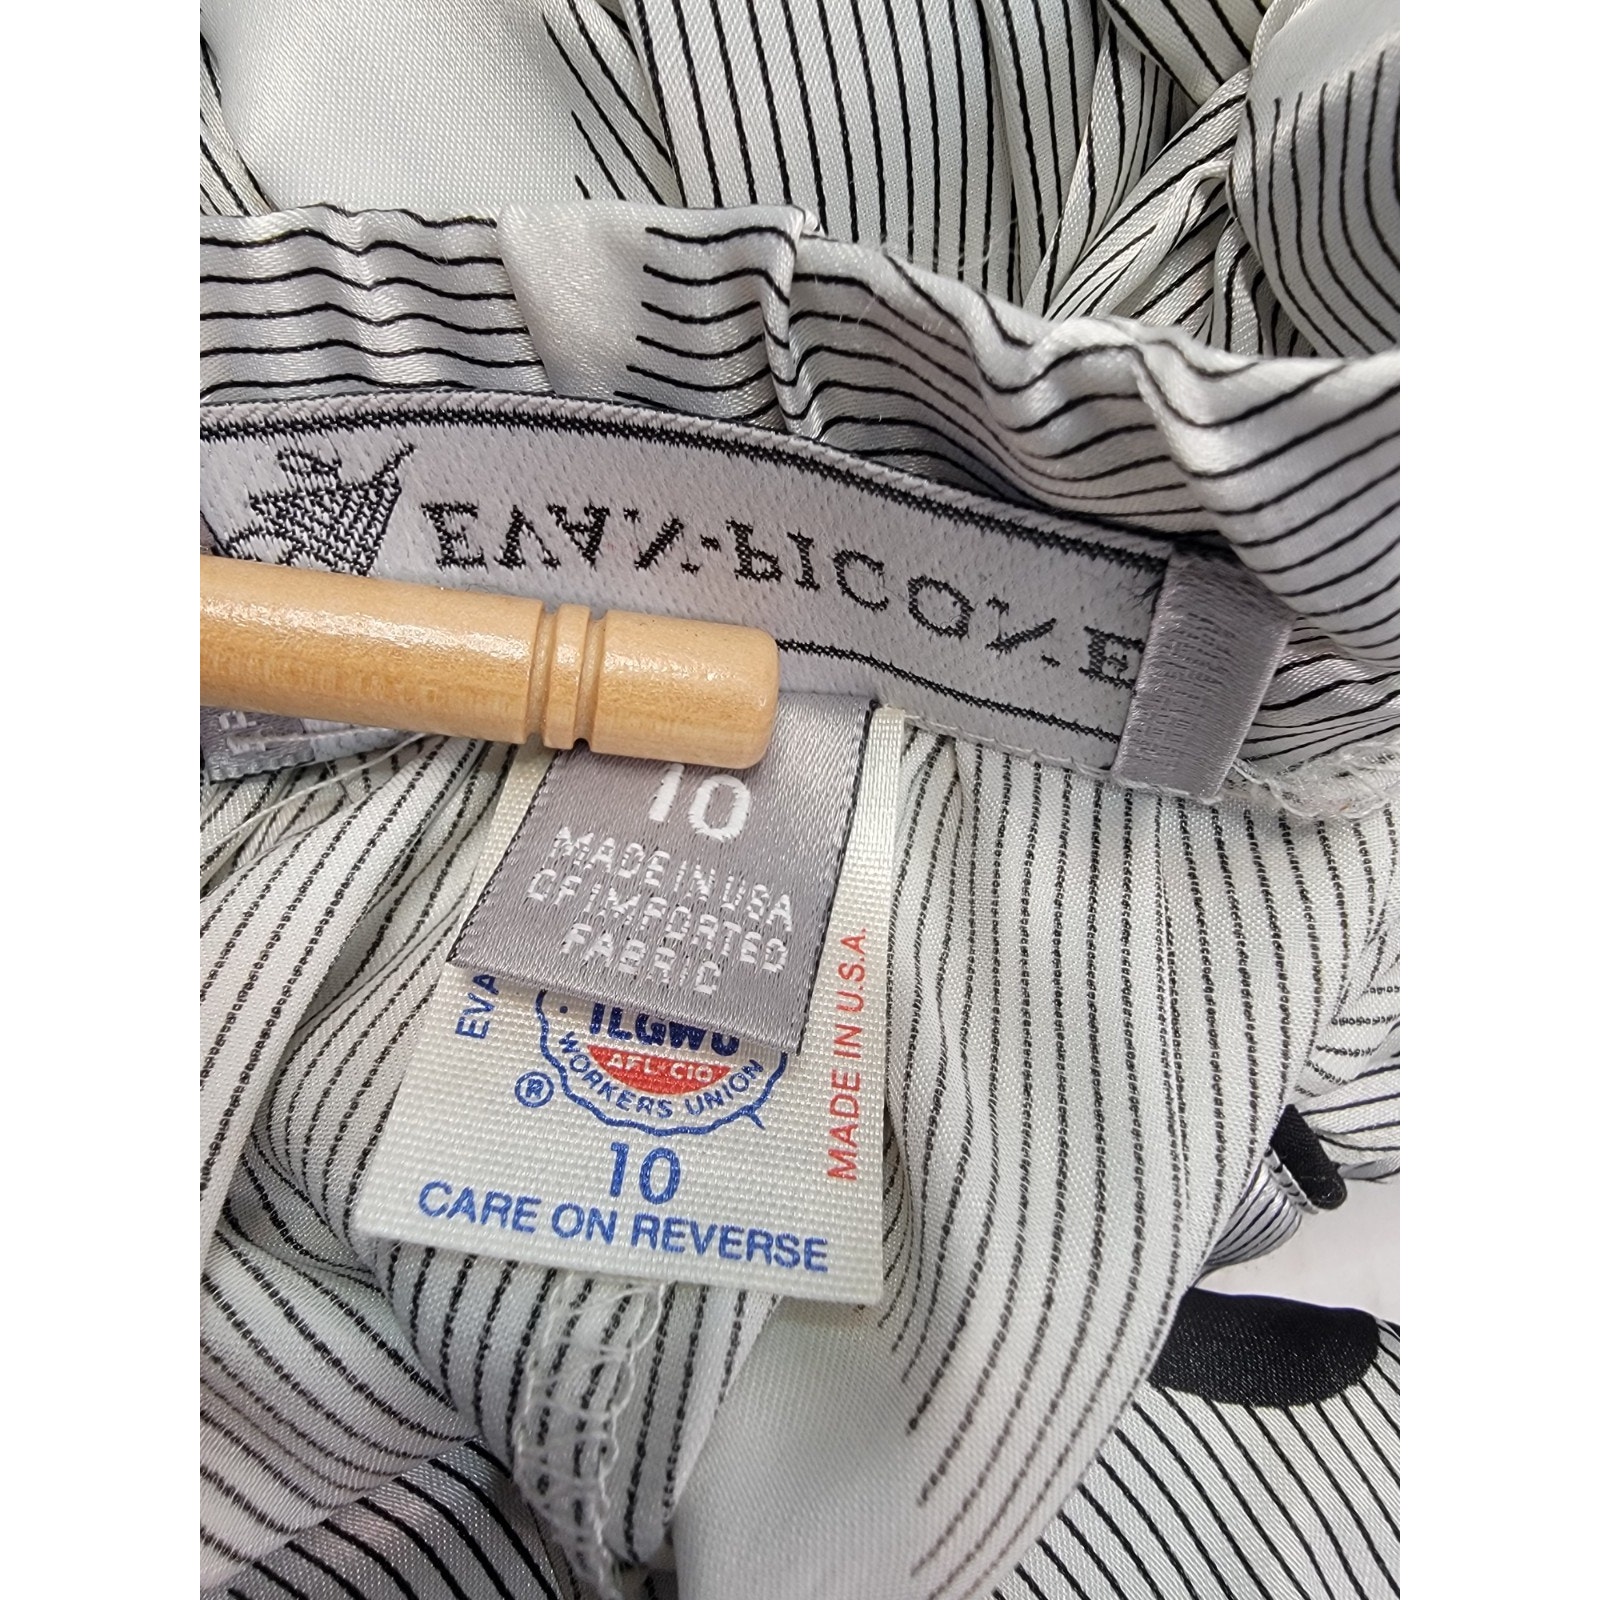 EVAN-PICONE
10
MADE IN USA
OF IMPORTED
FABRIC
EVA
ILGWU
AFL-CIO
WORKERS UNION
®
MADE IN U.S.A.
10
CARE ON REVERSE